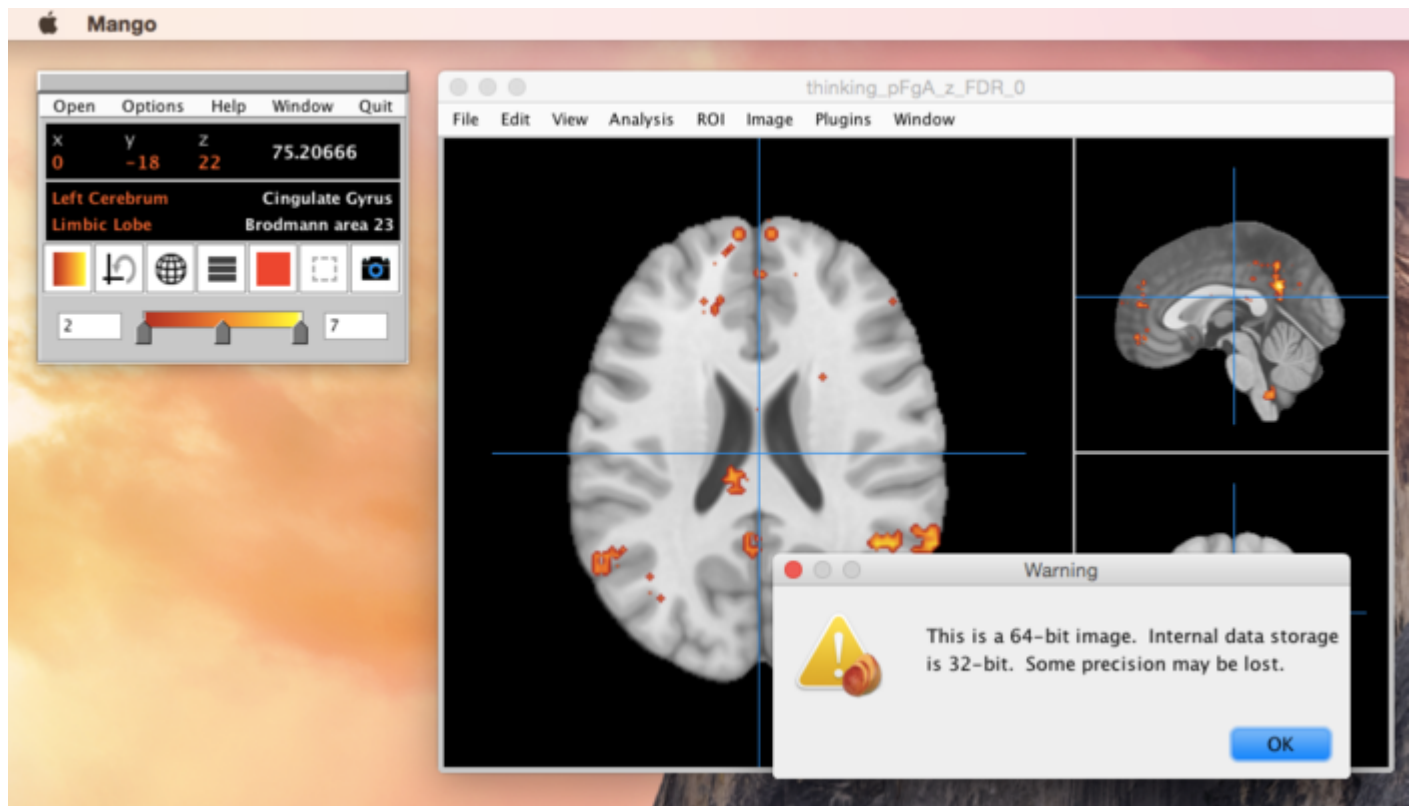 Mango
Open Options Help Window Quit
x y z 75.20666
0 -18 22
Left Cerebrum Cingulate Gyrus
Limbic Lobe Brodmann area 23
2 7
thinking_pFgA_z_FDR_0
File Edit View Analysis ROI Image Plugins Window
Warning
This is a 64-bit image. Internal data storage
is 32-bit. Some precision may be lost.
OK